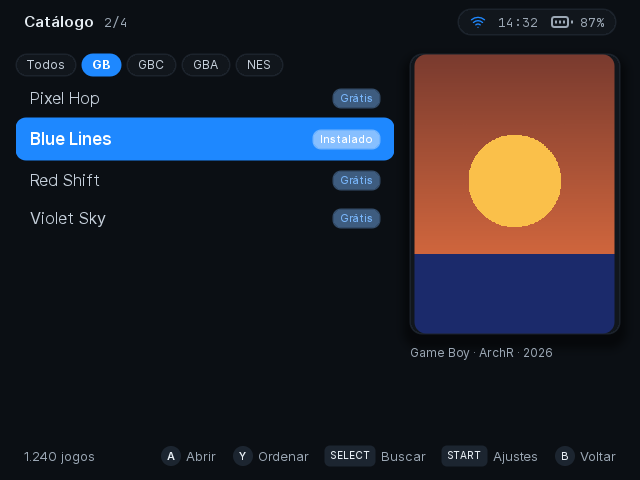 Catálogo 2/4 14:32 87%
Todos GB GBC GBA NES
Pixel Hop Grátis
Blue Lines Instalado
Red Shift Grátis
Violet Sky Grátis
Game Boy · ArchR · 2026
1.240 jogos A Abrir Y Ordenar SELECT Buscar START Ajustes B Voltar